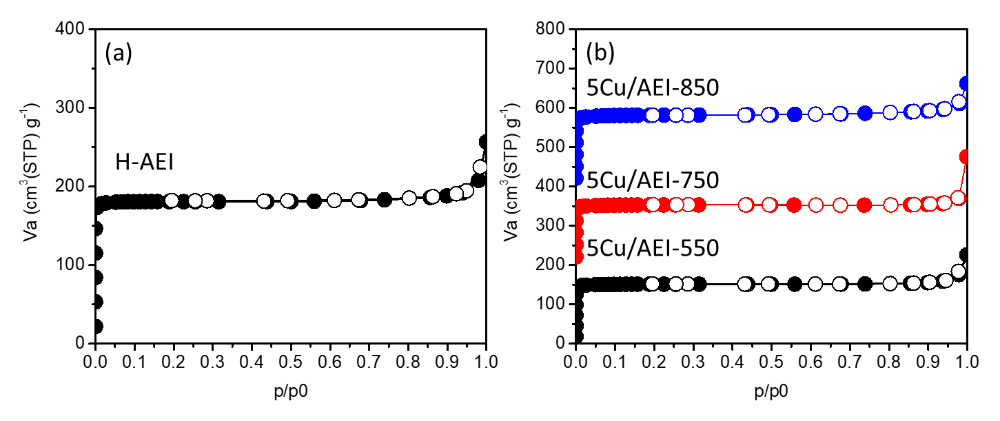 (a)
400
300
200
100
0
H-AEI
Va (cm³(STP) g⁻¹)
0.0 0.1 0.2 0.3 0.4 0.5 0.6 0.7 0.8 0.9 1.0
p/p0
(b)
800
700
600
500
400
300
200
100
0
5Cu/AEI-850
5Cu/AEI-750
5Cu/AEI-550
Va (cm³(STP) g⁻¹)
0.0 0.1 0.2 0.3 0.4 0.5 0.6 0.7 0.8 0.9 1.0
p/p0